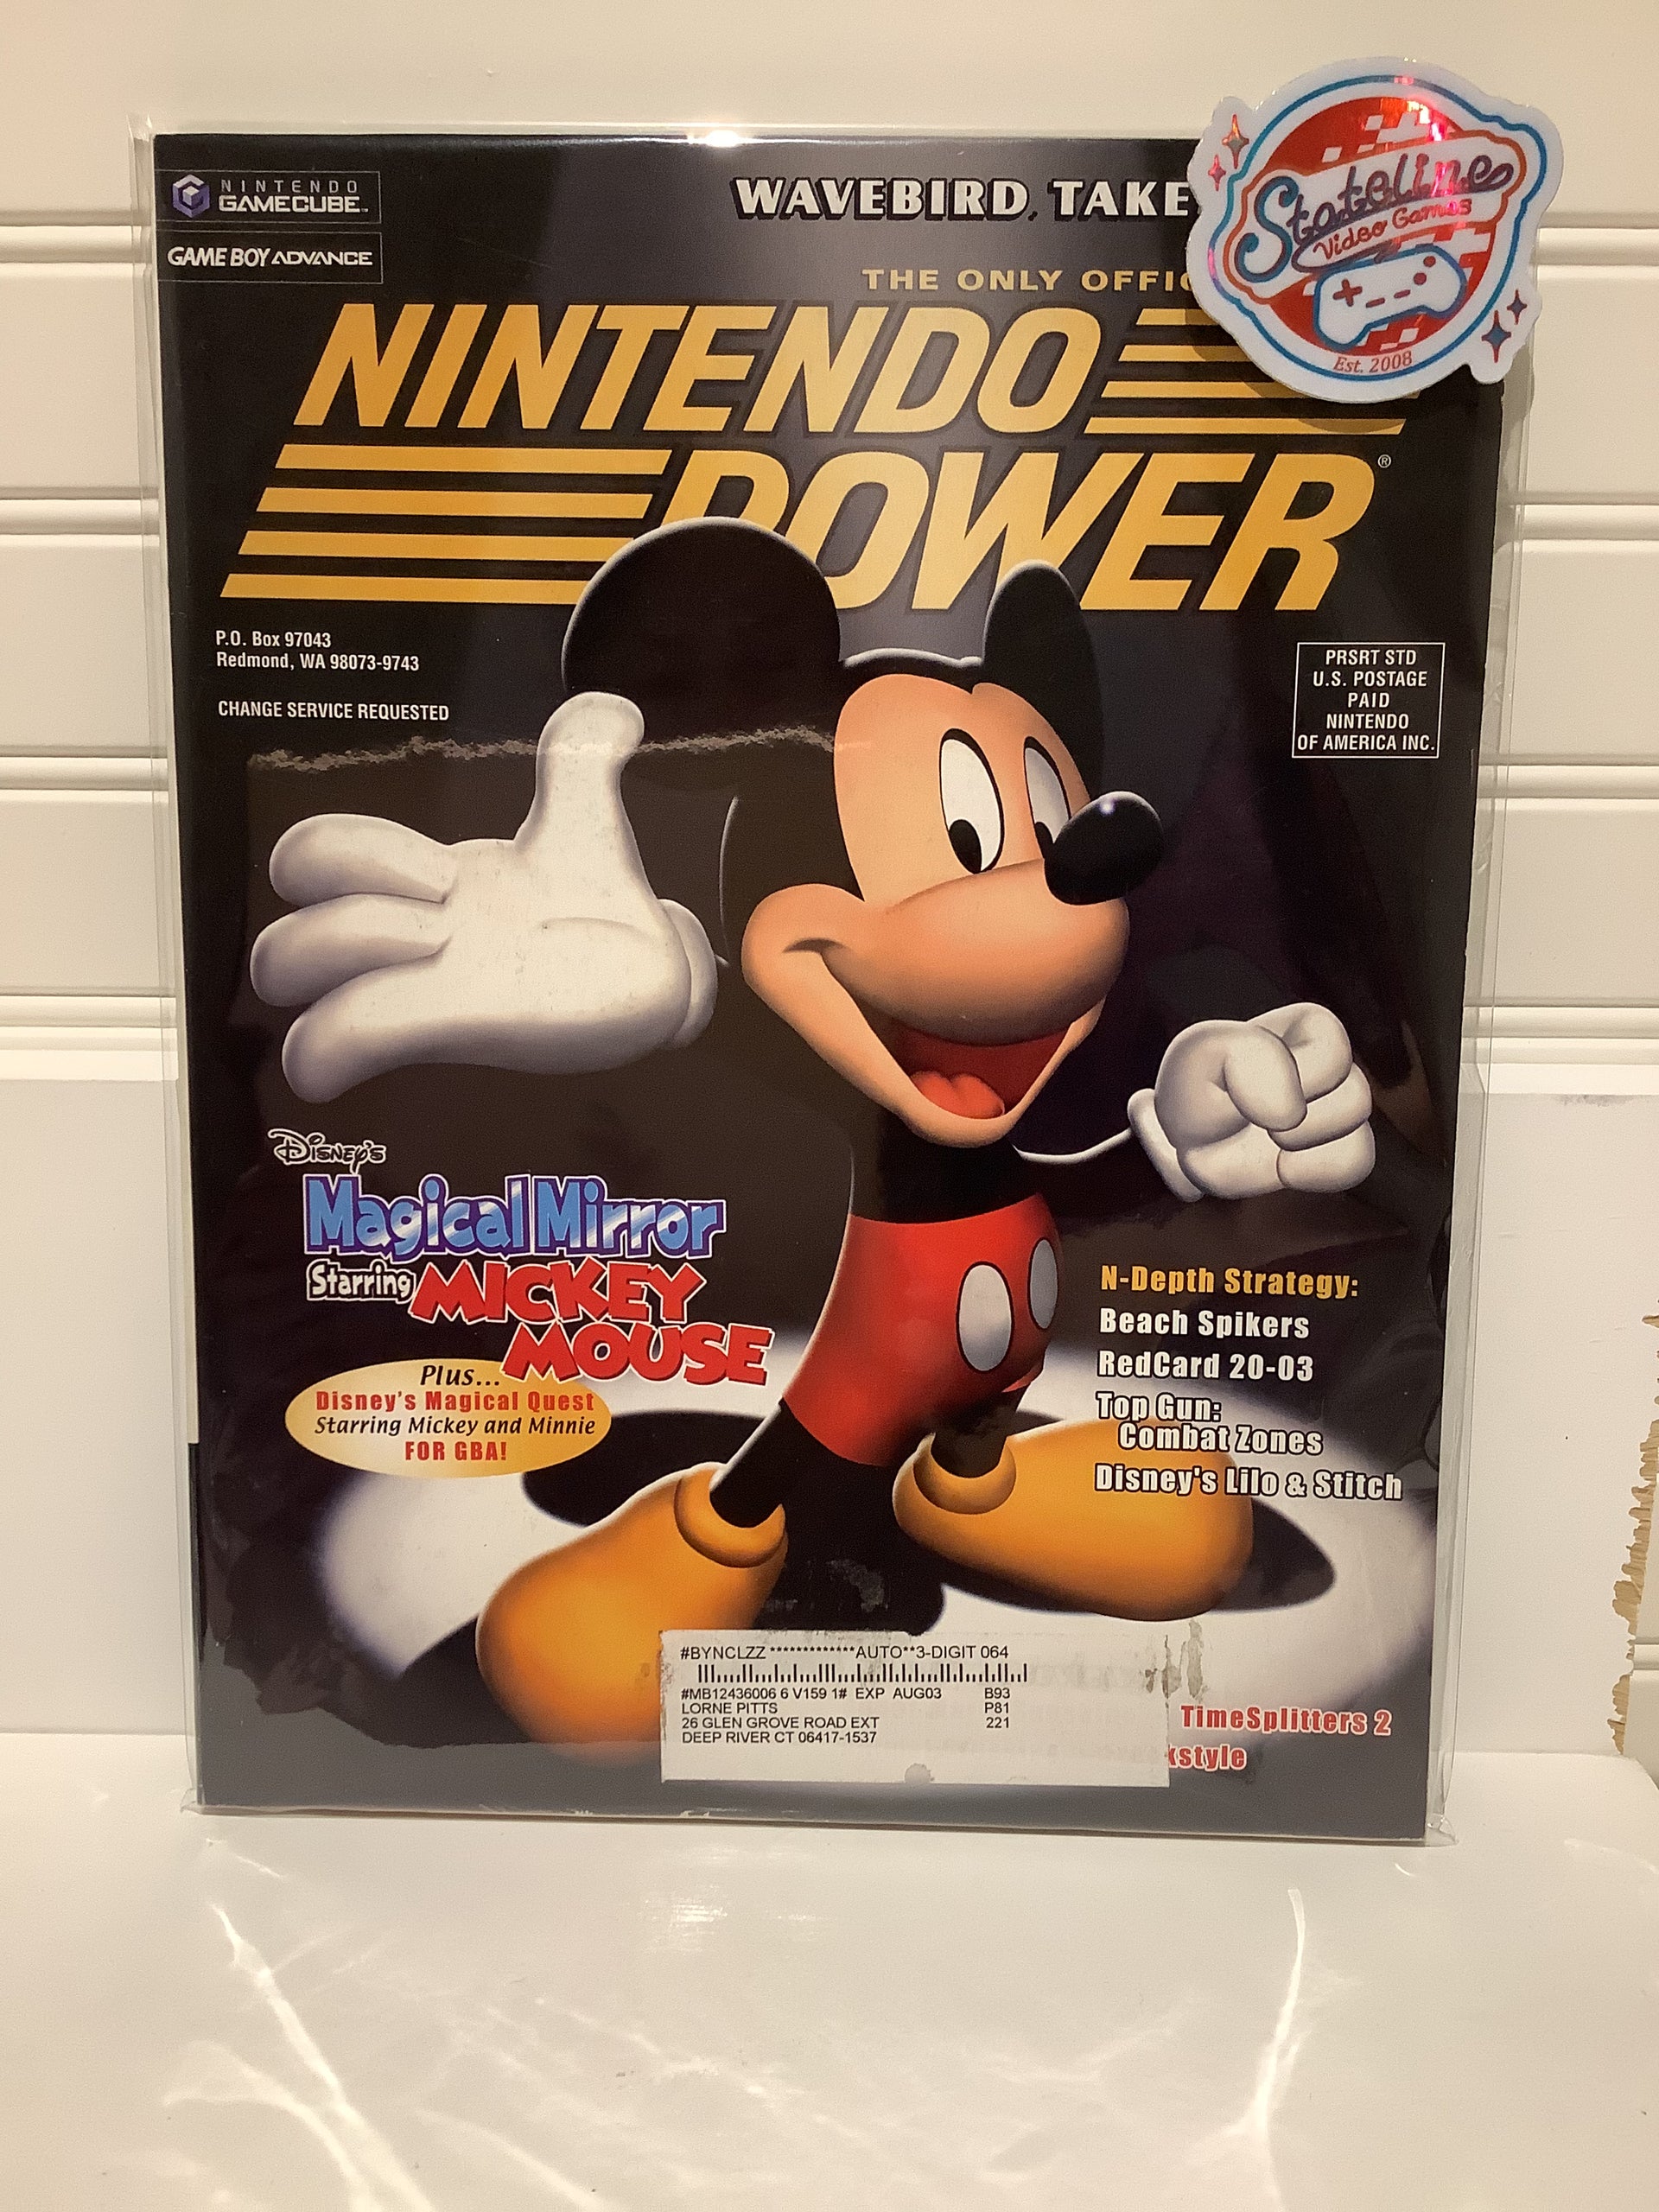 NINTENDO
GAMECUBE™
GAME BOY ADVANCE
WAVEBIRD, TAKE
Stateline
Video Games
Est. 2008
THE ONLY OFFIC
NINTENDO
POWER®
P.O. Box 97043
Redmond, WA 98073-9743
CHANGE SERVICE REQUESTED
PRSRT STD
U.S. POSTAGE
PAID
NINTENDO
OF AMERICA INC.
Disney's
Magical Mirror
Starring MICKEY
MOUSE
Plus...
Disney's Magical Quest
Starring Mickey and Minnie
FOR GBA!
N-Depth Strategy:
Beach Spikers
RedCard 20-03
Top Gun:
Combat Zones
Disney's Lilo & Stitch
#BYNCLZZ *************AUTO**3-DIGIT 064
#MB12436006 6 V159 1# EXP AUG03 B93
LORNE PITTS P81
26 GLEN GROVE ROAD EXT 221
DEEP RIVER CT 06417-1537
TimeSplitters 2
kstyle